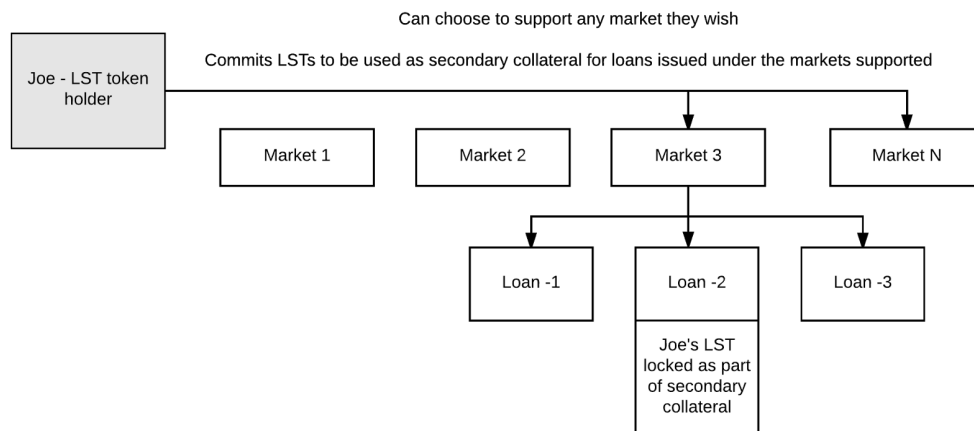 Can choose to support any market they wish
Commits LSTs to be used as secondary collateral for loans issued under the markets supported
Joe - LST token
holder
Market 1
Market 2
Market 3
Market N
Loan -1
Loan -2
Loan -3
Joe's LST
locked as part
of secondary
collateral